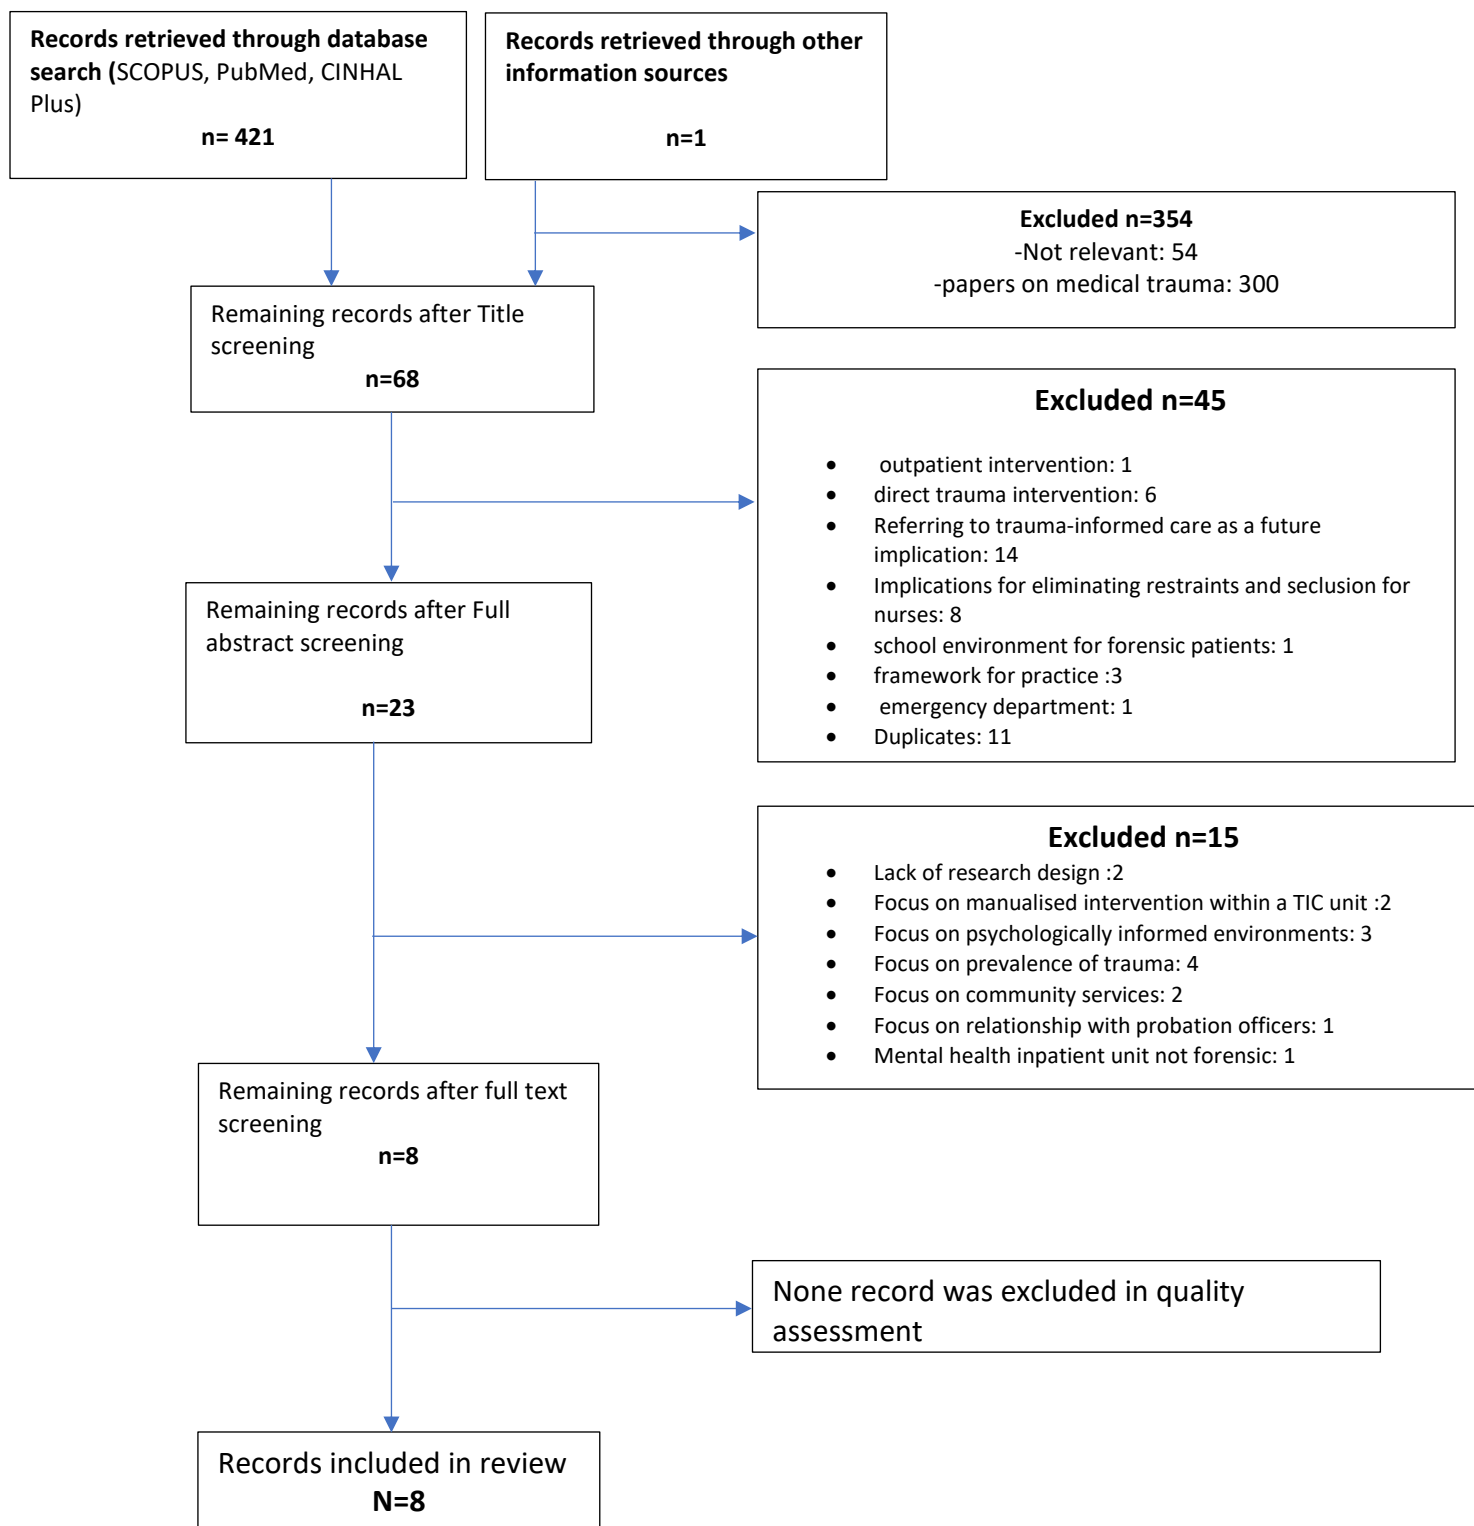 Records retrieved through database
search (SCOPUS, PubMed, CINHAL
Plus)
n= 421
Records retrieved through other
information sources
n=1
Excluded n=354
-Not relevant: 54
-papers on medical trauma: 300
Remaining records after Title
screening
n=68
Excluded n=45
• outpatient intervention: 1
• direct trauma intervention: 6
• Referring to trauma-informed care as a future
implication: 14
• Implications for eliminating restraints and seclusion for
nurses: 8
• school environment for forensic patients: 1
• framework for practice :3
• emergency department: 1
• Duplicates: 11
Remaining records after Full
abstract screening
n=23
Excluded n=15
• Lack of research design :2
• Focus on manualised intervention within a TIC unit :2
• Focus on psychologically informed environments: 3
• Focus on prevalence of trauma: 4
• Focus on community services: 2
• Focus on relationship with probation officers: 1
• Mental health inpatient unit not forensic: 1
Remaining records after full text
screening
n=8
None record was excluded in quality
assessment
Records included in review
N=8